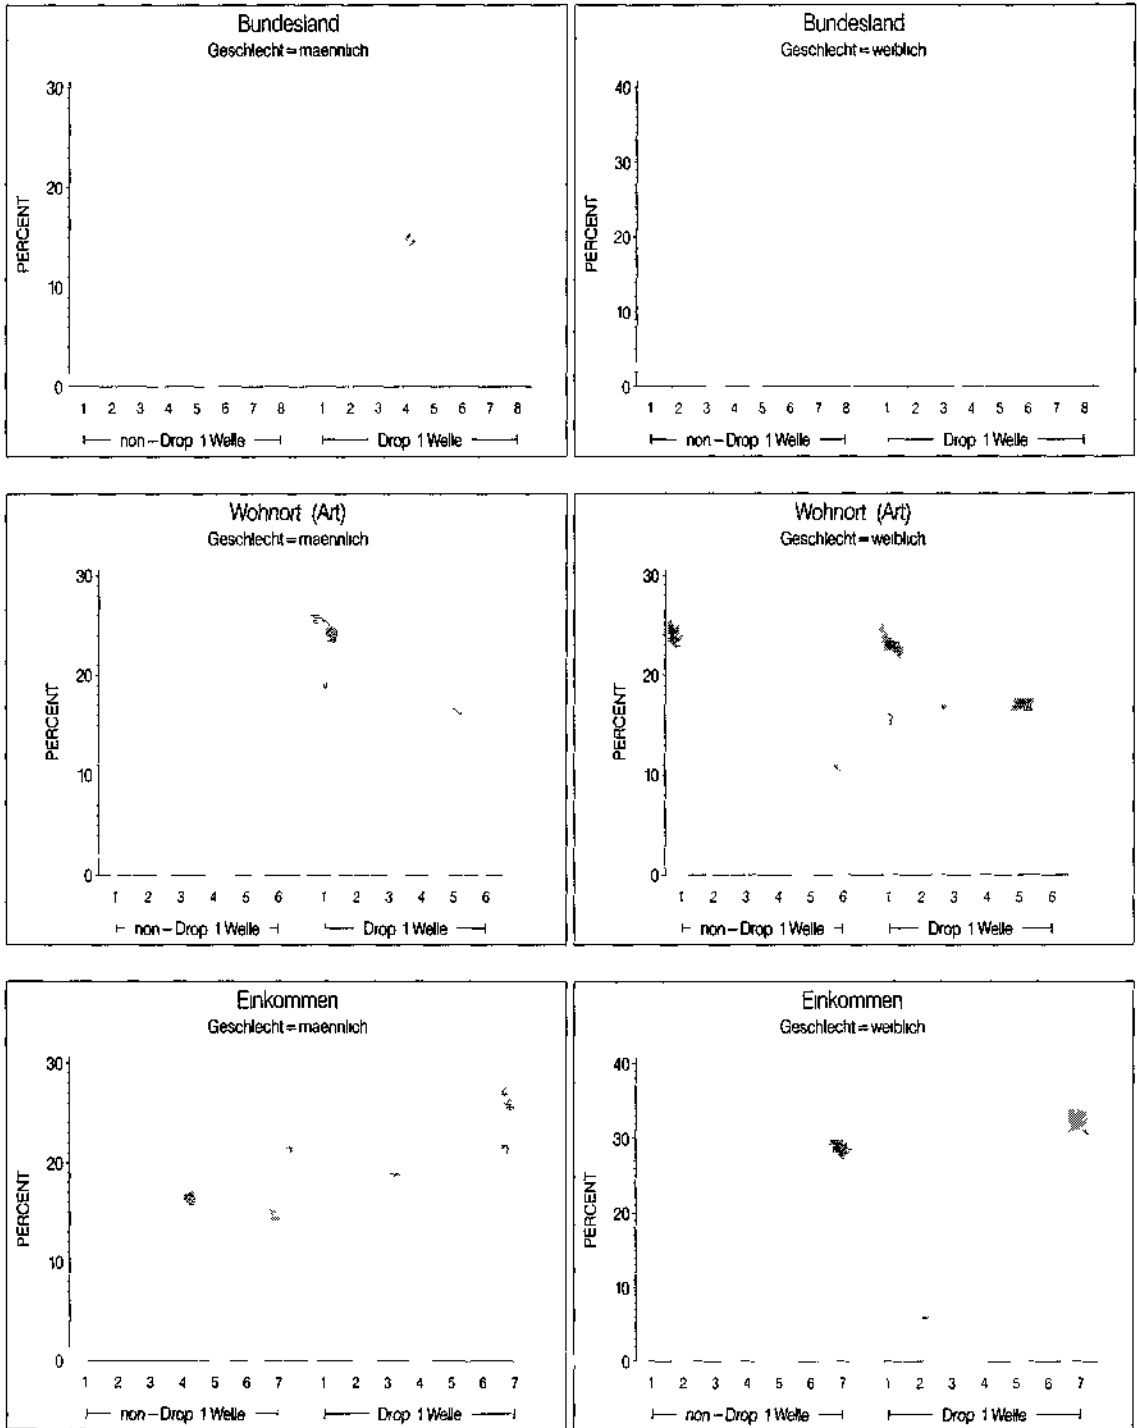 Bundesland
Geschlecht=maennlich
30
20
10
0
PERCENT
1 2 3 4 5 6 7 8 1 2 3 4 5 6 7 8
non-Drop 1 Welle Drop 1 Welle
Bundesland
Geschlecht=weiblich
40
30
20
10
0
PERCENT
1 2 3 4 5 6 7 8 1 2 3 4 5 6 7 8
non-Drop 1 Welle Drop 1 Welle
Wohnort (Art)
Geschlecht=maennlich
30
20
10
0
PERCENT
1 2 3 4 5 6 1 2 3 4 5 6
non-Drop 1 Welle Drop 1 Welle
Wohnort (Art)
Geschlecht=weiblich
30
20
10
0
PERCENT
1 2 3 4 5 6 1 2 3 4 5 6
non-Drop 1 Welle Drop 1 Welle
Einkommen
Geschlecht=maennlich
30
20
10
0
PERCENT
1 2 3 4 5 6 7 1 2 3 4 5 6 7
non-Drop 1 Welle Drop 1 Welle
Einkommen
Geschlecht=weiblich
40
30
20
10
0
PERCENT
1 2 3 4 5 6 7 1 2 3 4 5 6 7
non-Drop 1 Welle Drop 1 Welle